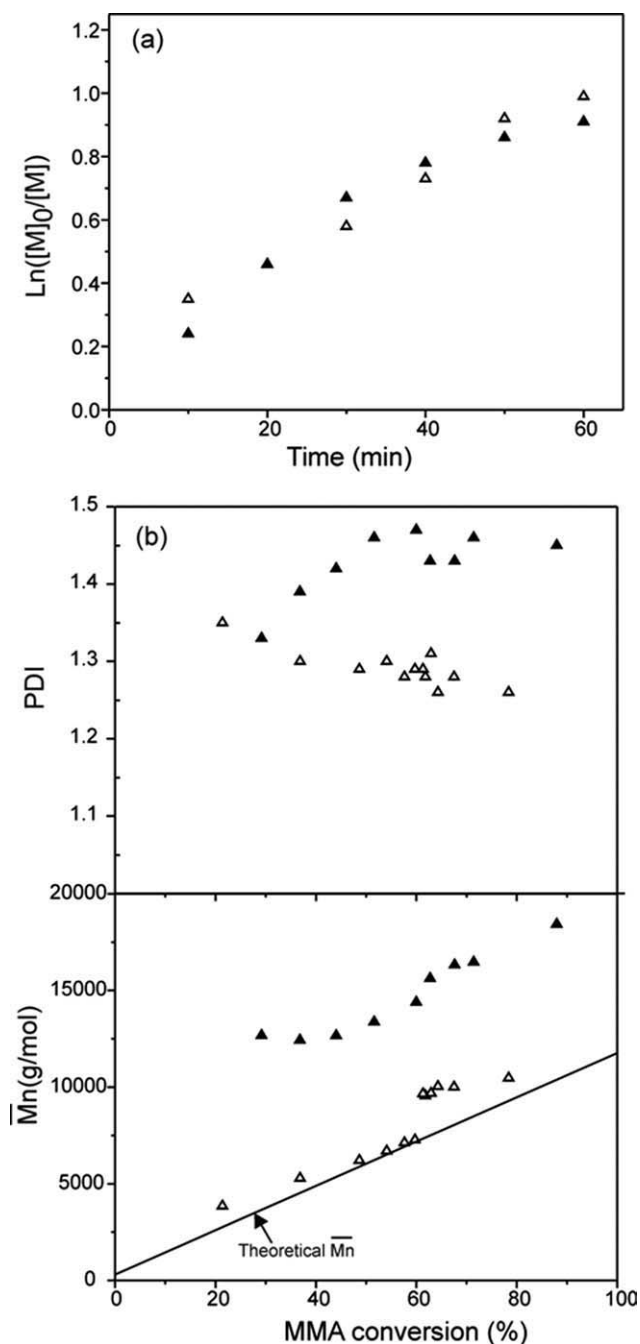 (a)
1.2
1.0
0.8
0.6
0.4
0.2
0.0
Ln([M]0/[M])
0 20 40 60
Time (min)
(b)
1.5
1.4
1.3
1.2
1.1
PDI
20000
15000
10000
5000
0
M̅n(g/mol)
Theoretical M̅n̅
0 20 40 60 80 100
MMA conversion (%)